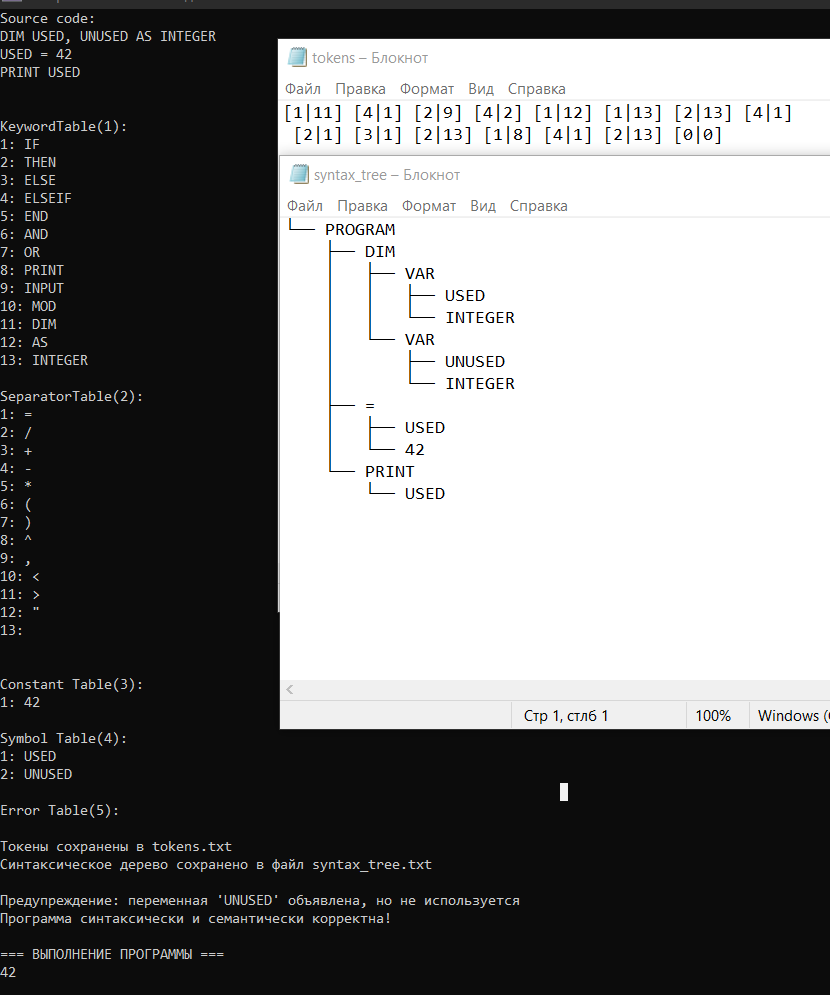 Source code:
DIM USED, UNUSED AS INTEGER
USED = 42
PRINT USED
KeywordTable(1):
1: IF
2: THEN
3: ELSE
4: ELSEIF
5: END
6: AND
7: OR
8: PRINT
9: INPUT
10: MOD
11: DIM
12: AS
13: INTEGER
SeparatorTable(2):
1: =
2: /
3: +
4: -
5: *
6: (
7: )
8: ^
9: ,
10: <
11: >
12: "
13:
Constant Table(3):
1: 42
Symbol Table(4):
1: USED
2: UNUSED
Error Table(5):
Токены сохранены в tokens.txt
Синтаксическое дерево сохранено в файл syntax_tree.txt
Предупреждение: переменная 'UNUSED' объявлена, но не используется
Программа синтаксически и семантически корректна!
=== ВЫПОЛНЕНИЕ ПРОГРАММЫ ===
42
tokens – Блокнот
Файл Правка Формат Вид Справка
[1|11] [4|1] [2|9] [4|2] [1|12] [1|13] [2|13] [4|1]
[2|1] [3|1] [2|13] [1|8] [4|1] [2|13] [0|0]
syntax_tree – Блокнот
Файл Правка Формат Вид Справка
└── PROGRAM
    ├── DIM
    │   ├── VAR
    │   │   ├── USED
    │   │   └── INTEGER
    │   └── VAR
    │       ├── UNUSED
    │       └── INTEGER
    ├── =
    │   ├── USED
    │   └── 42
    └── PRINT
        └── USED
Стр 1, стлб 1 100% Windows (